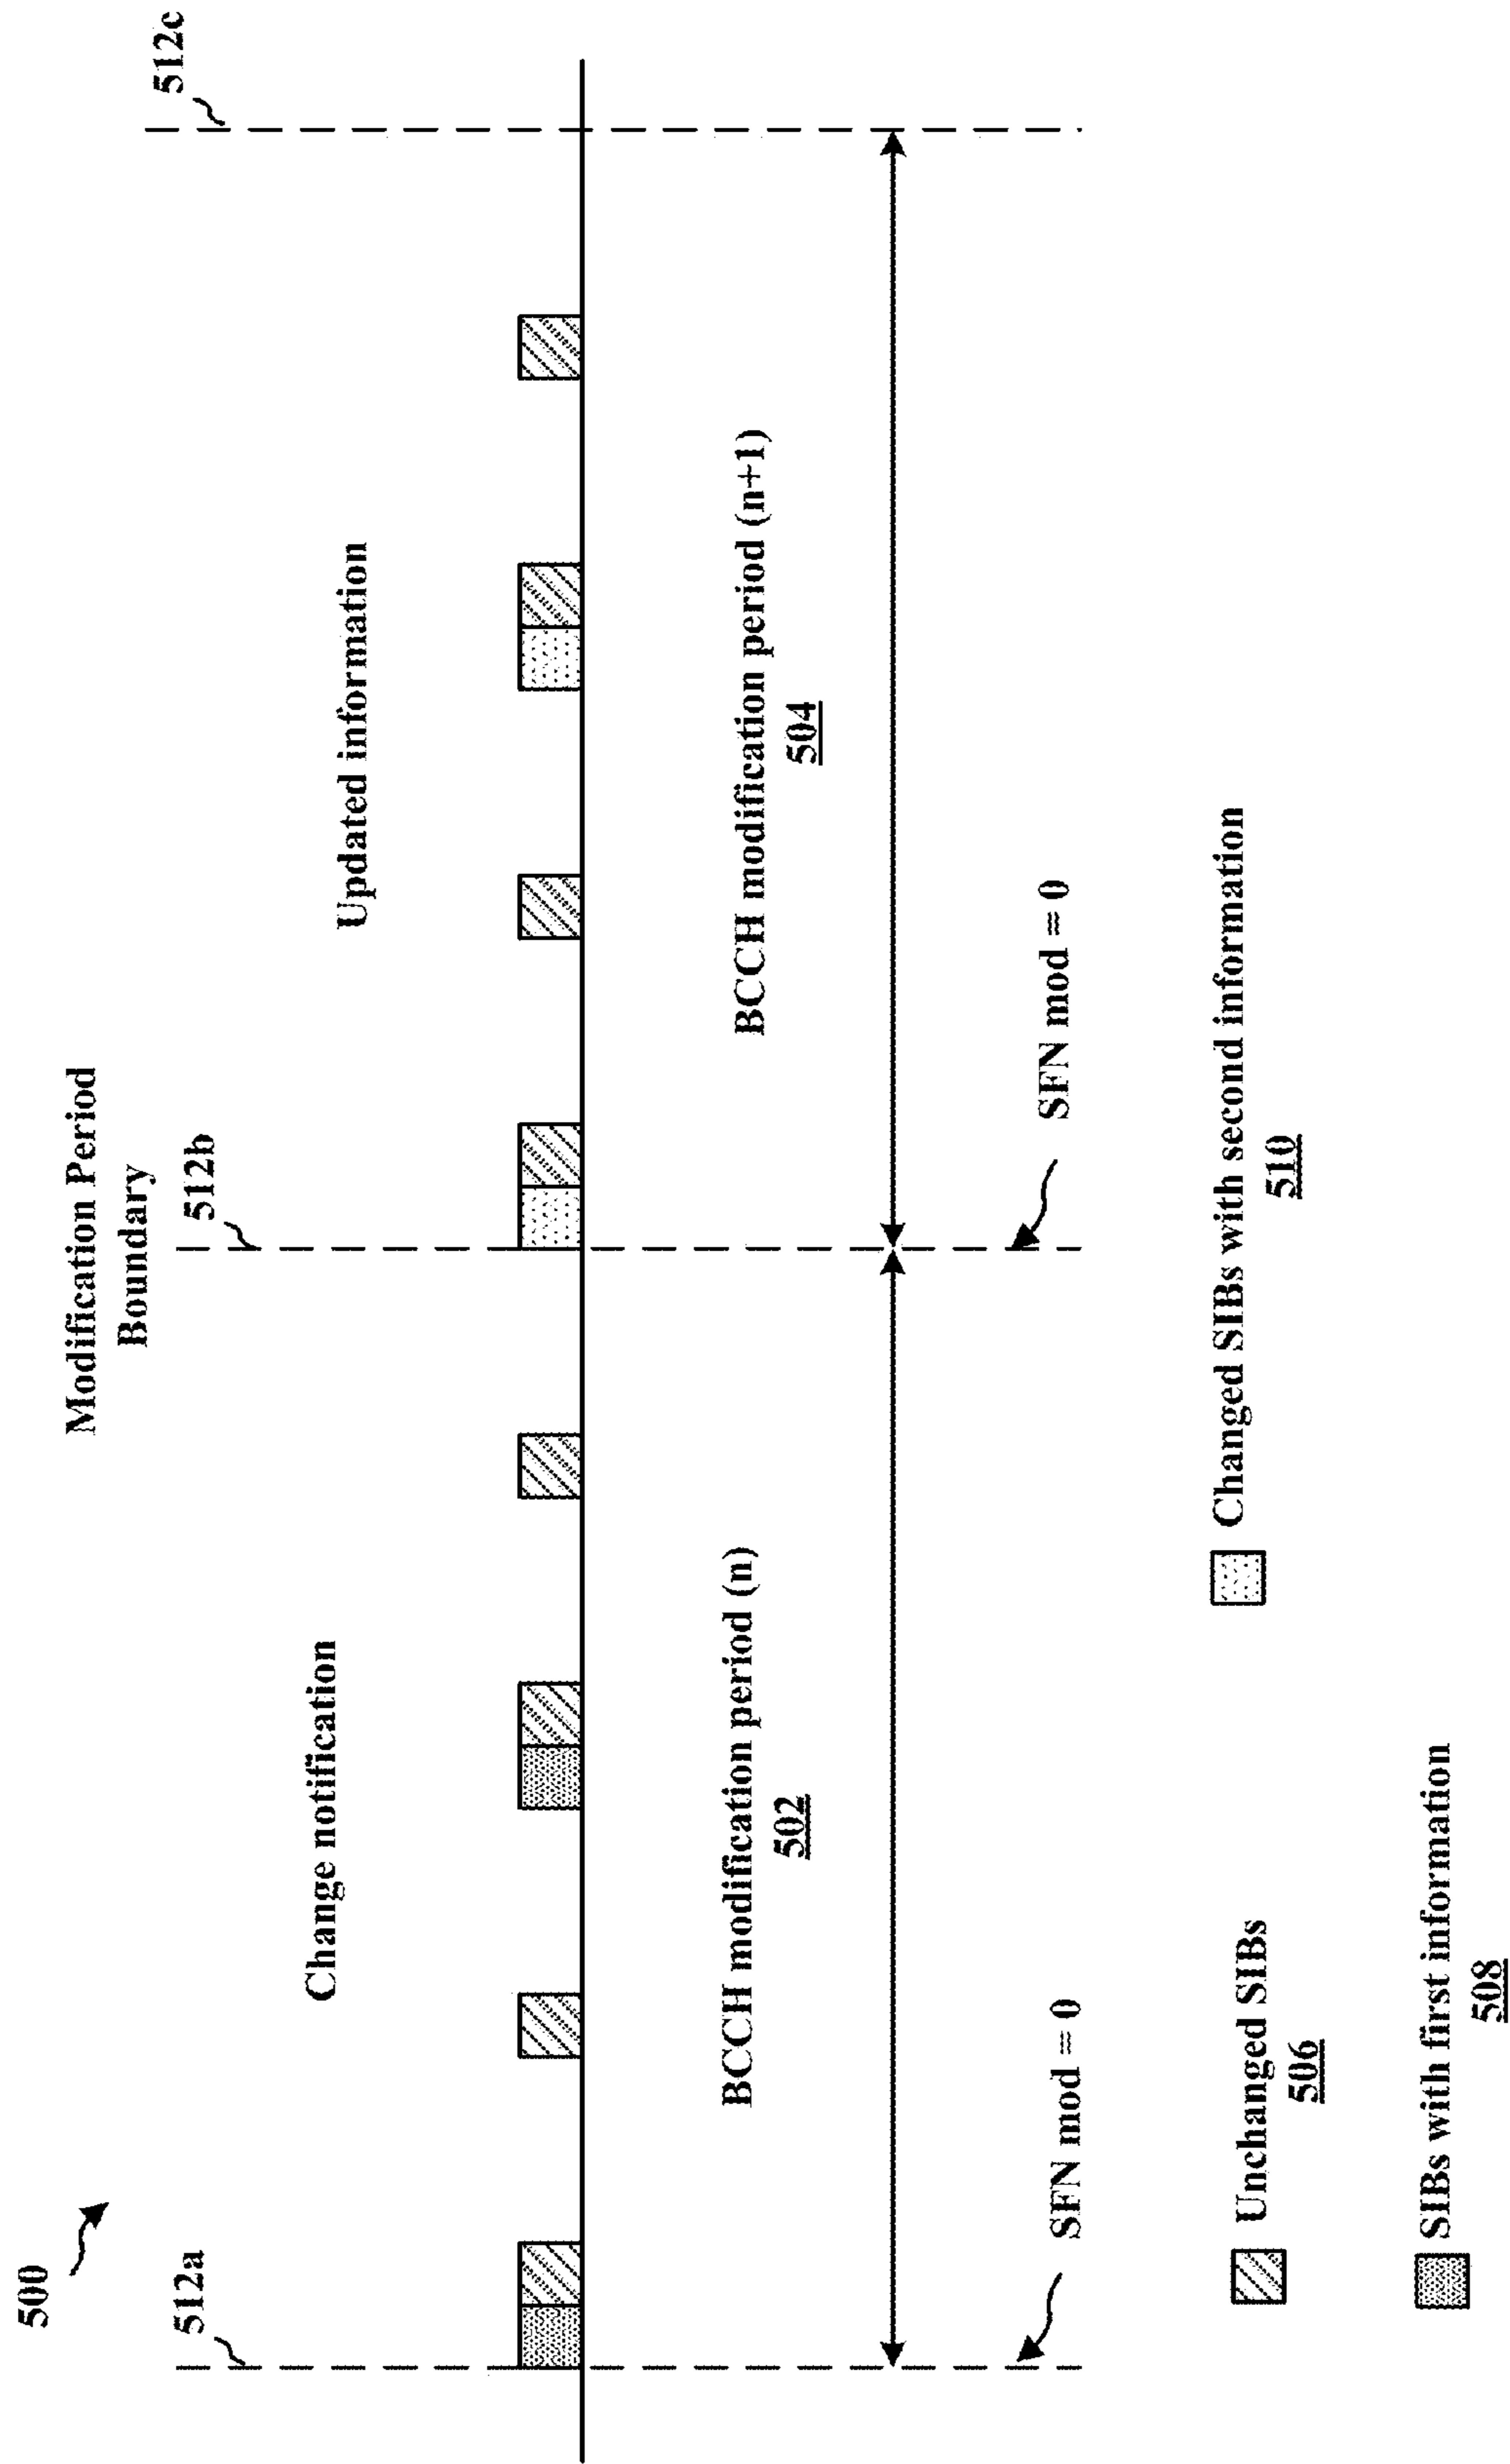 500
Modification Period
Boundary
512a
512b
512c
Change notification
Updated information
BCCH modification period (n)
502
BCCH modification period (n+1)
504
SFN mod = 0
SFN mod = 0
Unchanged SIBs
506
Changed SIBs with second information
510
SIBs with first information
508